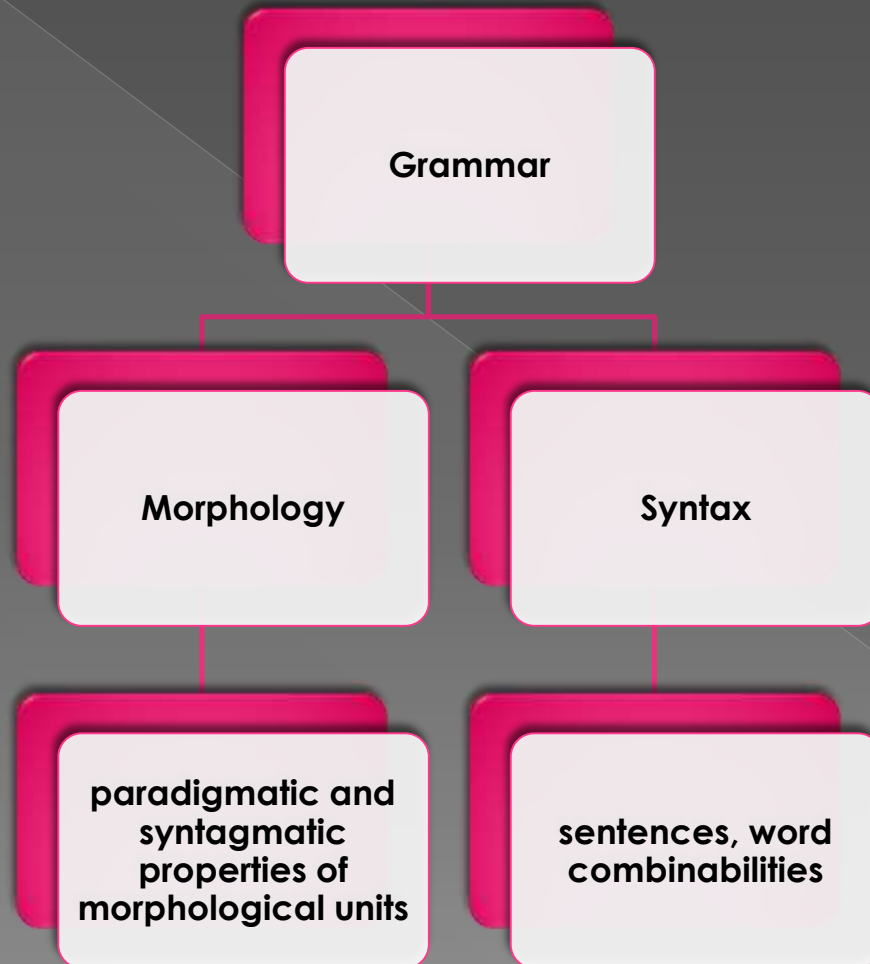 Grammar
Morphology
Syntax
paradigmatic and
syntagmatic
properties of
morphological units
sentences, word
combinabilities